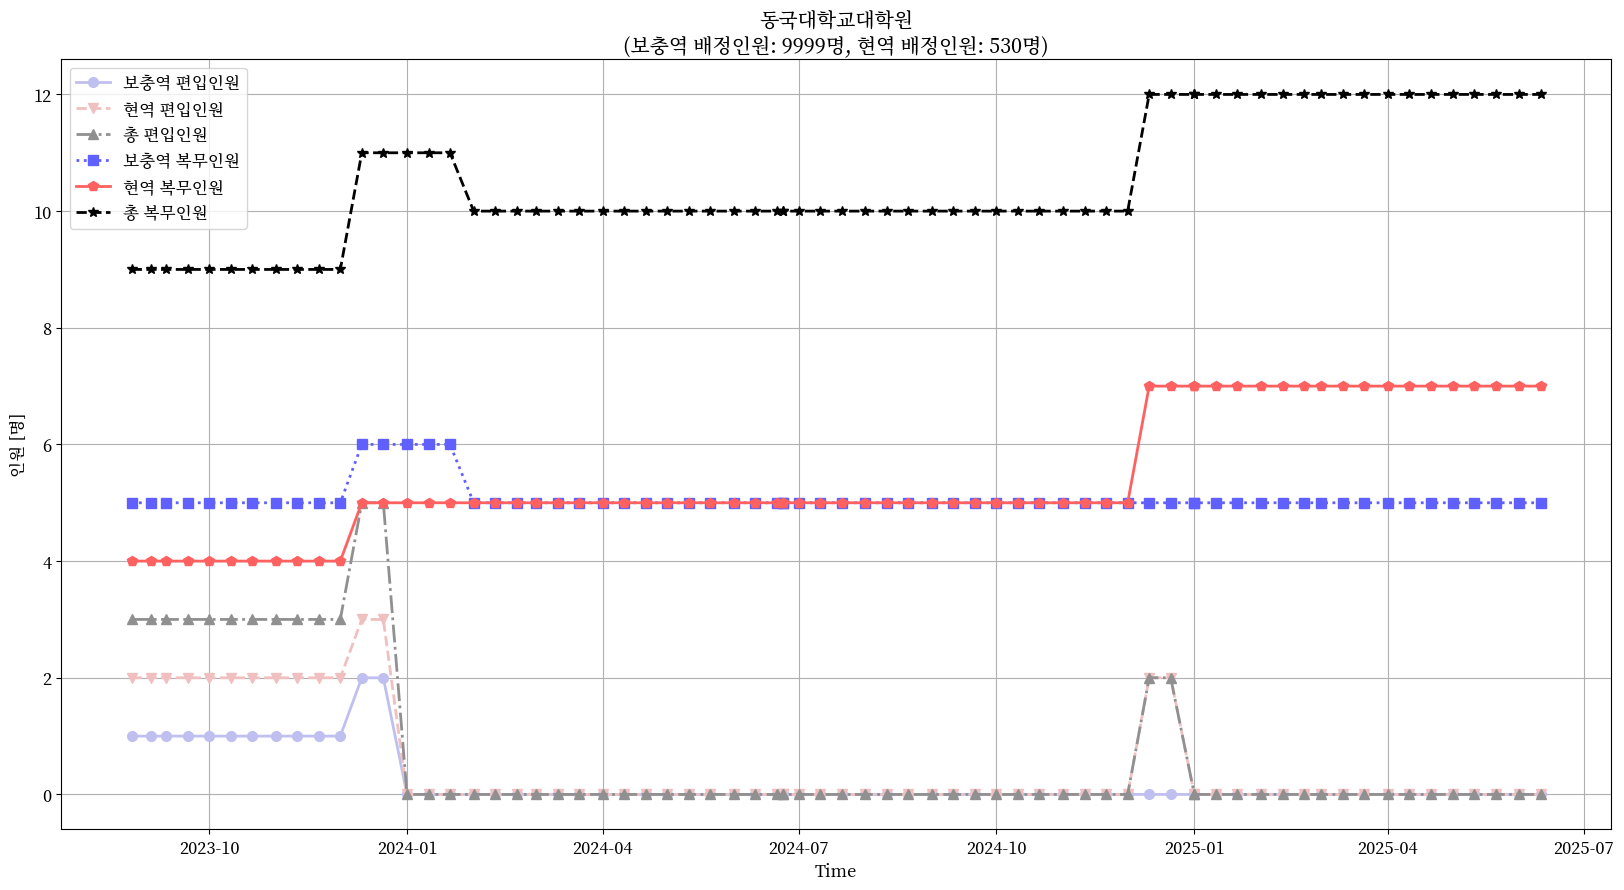 동국대학교대학원
(보충역 배정인원: 9999명, 현역 배정인원: 530명)
보충역 편입인원
현역 편입인원
총 편입인원
보충역 복무인원
현역 복무인원
총 복무인원
12
10
8
6
4
2
0
인원 [명]
2023-10
2024-01
2024-04
2024-07
2024-10
2025-01
2025-04
2025-07
Time